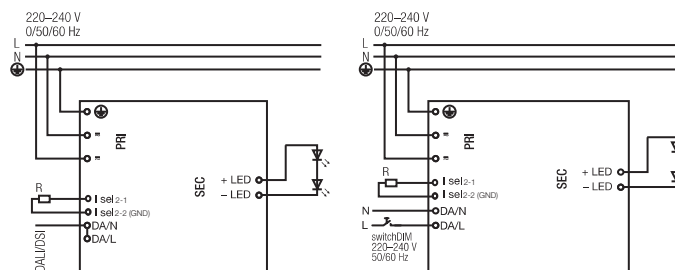 220–240 V
0/50/60 Hz
L
N
PRI
=
=
SEC
+ LED
– LED
R
I sel2-1
I sel2-2 (GND)
DA/N
DA/L
DALI/DSI
220–240 V
0/50/60 Hz
L
N
PRI
=
=
SEC
+ LED
– LED
R
I sel2-1
I sel2-2 (GND)
N
DA/N
L
DA/L
switchDIM
220–240 V
50/60 Hz